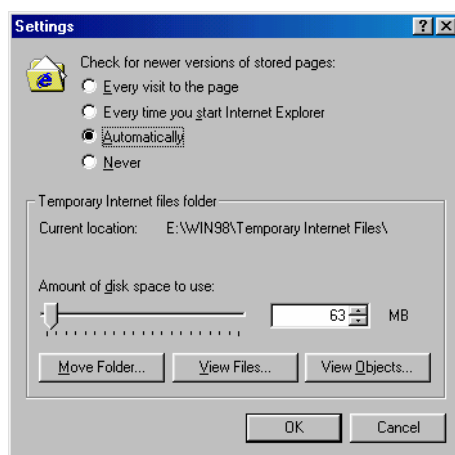 Settings
Check for newer versions of stored pages:
Every visit to the page
Every time you start Internet Explorer
Automatically
Never
Temporary Internet files folder
Current location: E:\WIN98\Temporary Internet Files\
Amount of disk space to use:
63 MB
Move Folder... View Files... View Objects...
OK Cancel